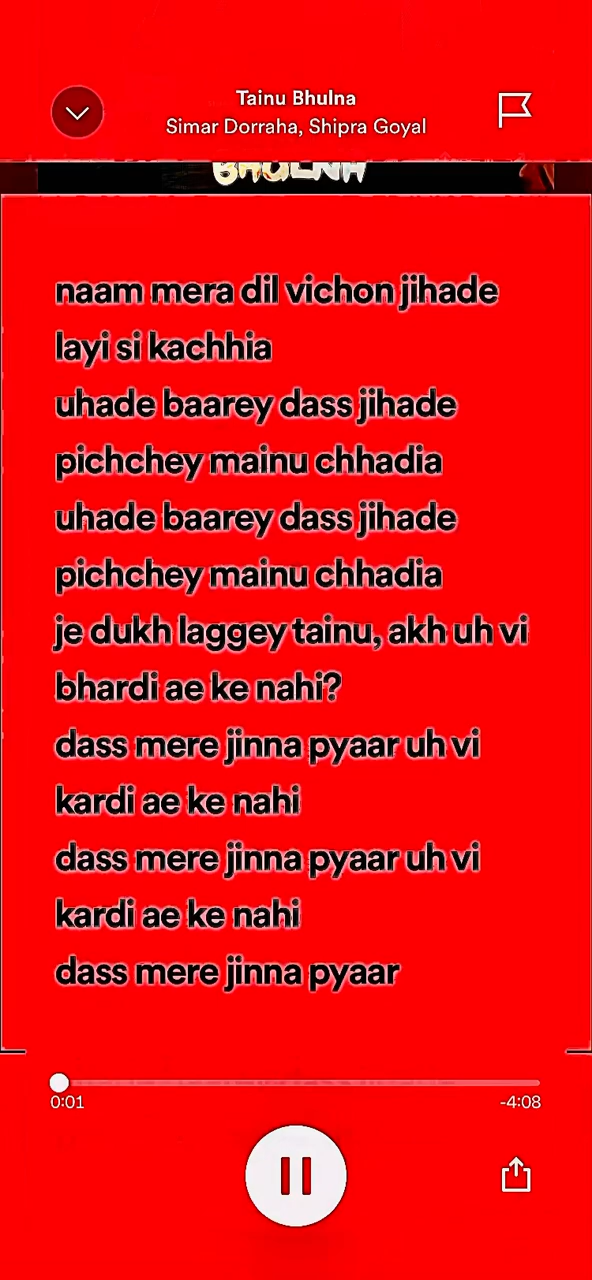 Tainu Bhulna
Simar Dorraha, Shipra Goyal
BHULNA
naam mera dil vichon jihade
layi si kachhia
uhade baarey dass jihade
pichchey mainu chhadia
uhade baarey dass jihade
pichchey mainu chhadia
je dukh laggey tainu, akh uh vi
bhardi ae ke nahi?
dass mere jinna pyaar uh vi
kardi ae ke nahi
dass mere jinna pyaar uh vi
kardi ae ke nahi
dass mere jinna pyaar
0:01 -4:08